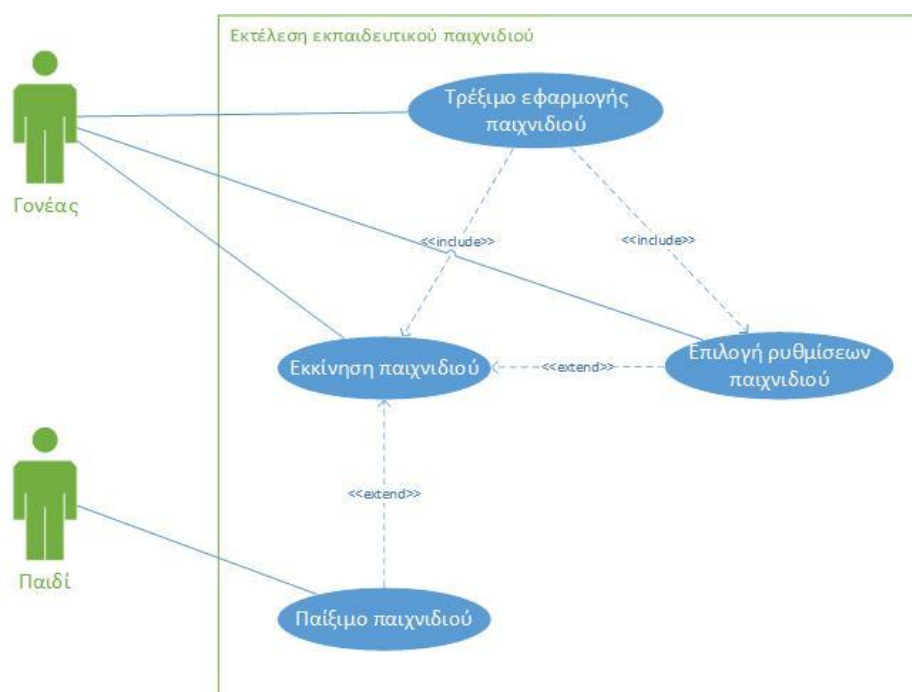 Εκτέλεση εκπαιδευτικού παιχνιδιού
Τρέξιμο εφαρμογής
παιχνιδιού
Γονέας
<<include>>
<<include>>
Εκκίνηση παιχνιδιού
<<extend>>
Επιλογή ρυθμίσεων
παιχνιδιού
<<extend>>
Παιδί
Παίξιμο παιχνιδιού